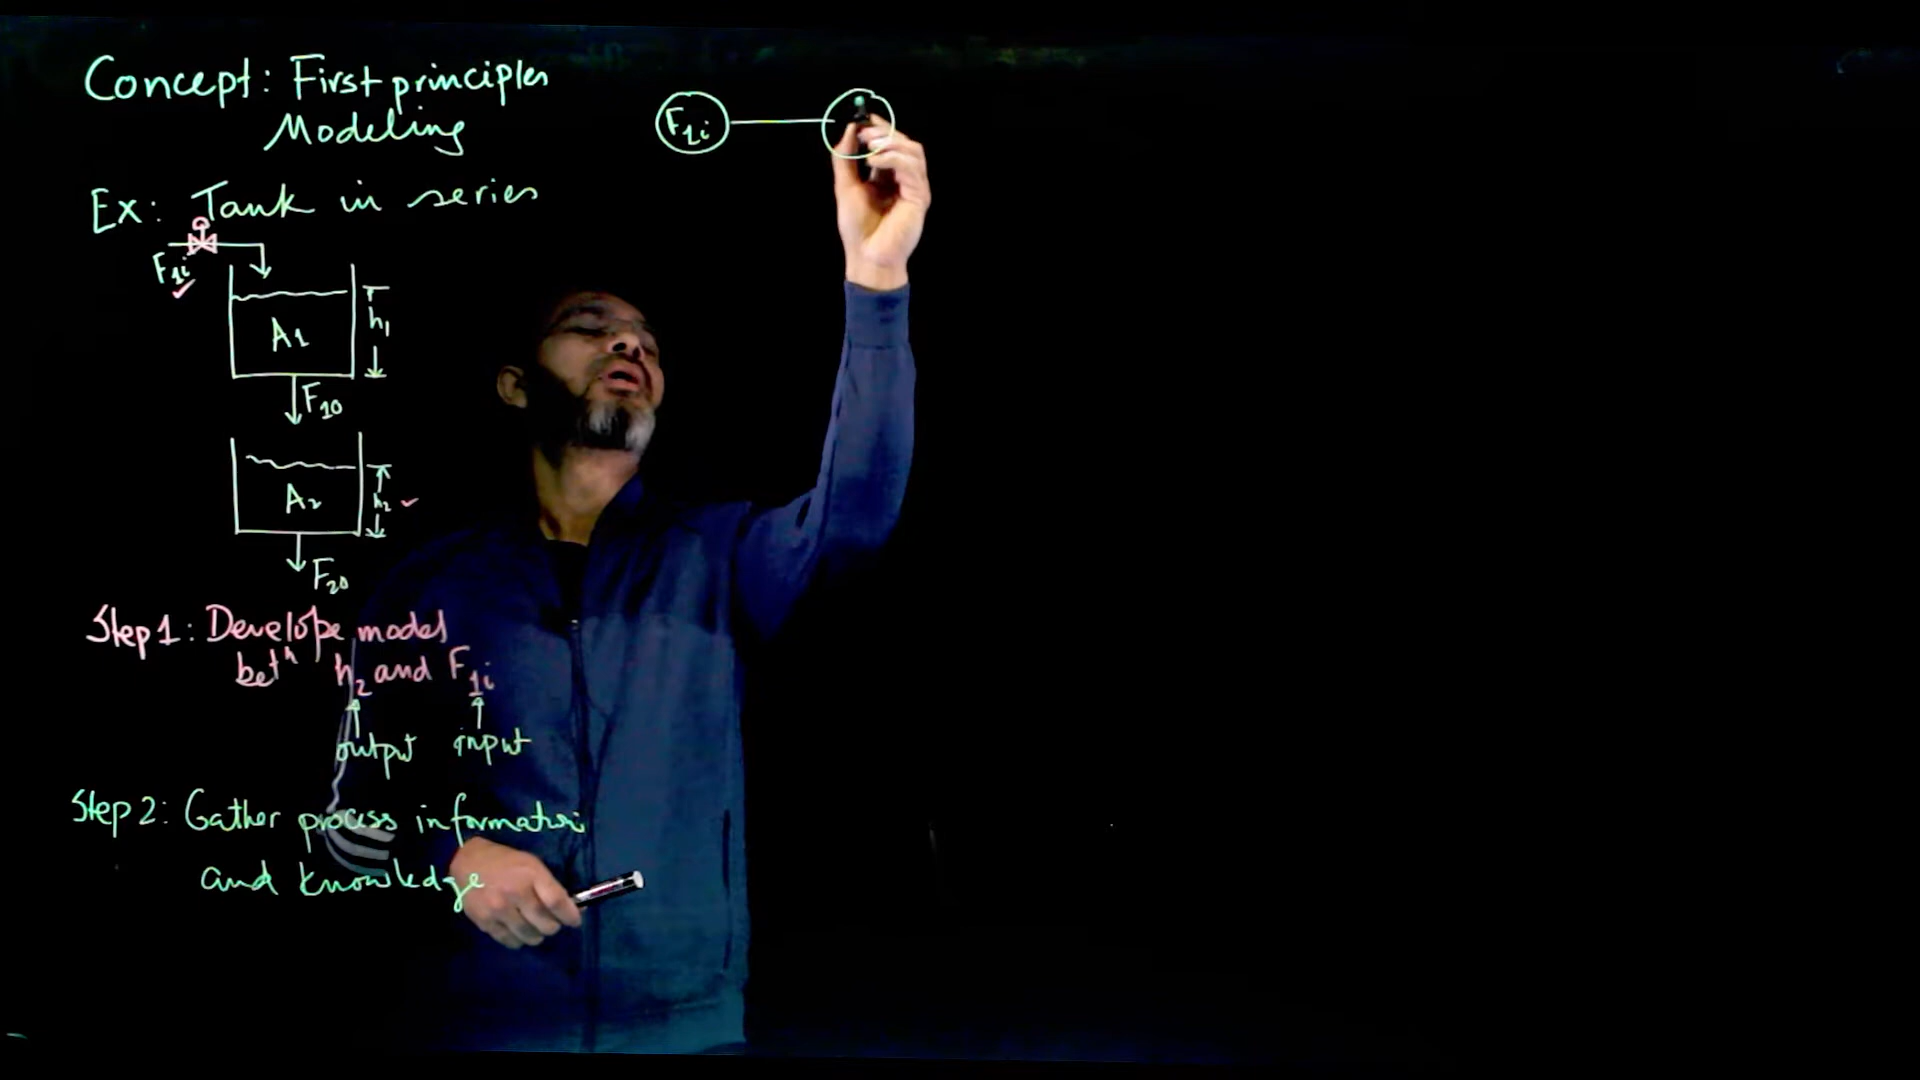 Concept: First principles
Modeling
Ex: Tank in series
F1i
A1
h1
F10
A2
h2
F20
Step 1: Develope model
betn h2 and F1i
output input
Step 2: Gather process information
and knowledge
F1i